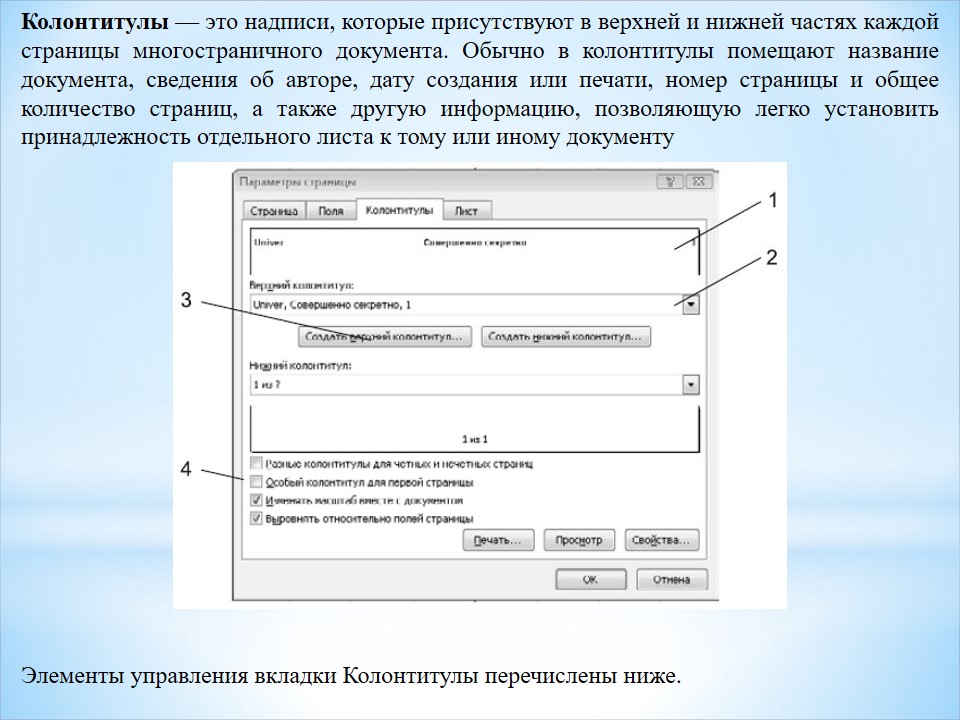 Колонтитулы — это надписи, которые присутствуют в верхней и нижней частях каждой
страницы многостраничного документа. Обычно в колонтитулы помещают название
документа, сведения об авторе, дату создания или печати, номер страницы и общее
количество страниц, а также другую информацию, позволяющую легко установить
принадлежность отдельного листа к тому или иному документу
Параметры страницы
Страница Поля Колонтитулы Лист
1
Univer Совершенно секретно 1
2
Верхний колонтитул:
3
Univer, Совершенно секретно, 1
Создать верхний колонтитул... Создать нижний колонтитул...
Нижний колонтитул:
1 из ?
1 из 1
4
Разные колонтитулы для четных и нечетных страниц
Особый колонтитул для первой страницы
Изменять масштаб вместе с документом
Выровнять относительно полей страницы
Печать... Просмотр Свойства...
ОК Отмена
Элементы управления вкладки Колонтитулы перечислены ниже.